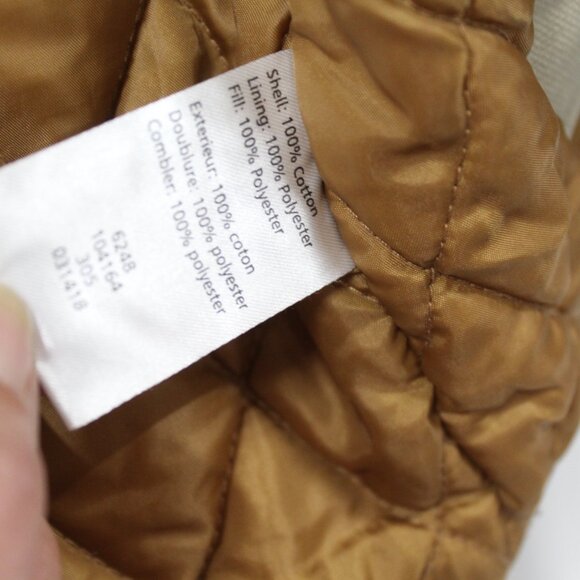 Shell: 100% Cotton
Lining: 100% Polyester
Fill: 100% Polyester
Exterieur: 100% coton
Doublure: 100% polyester
Combler: 100% polyester
6248
104164
305
031418